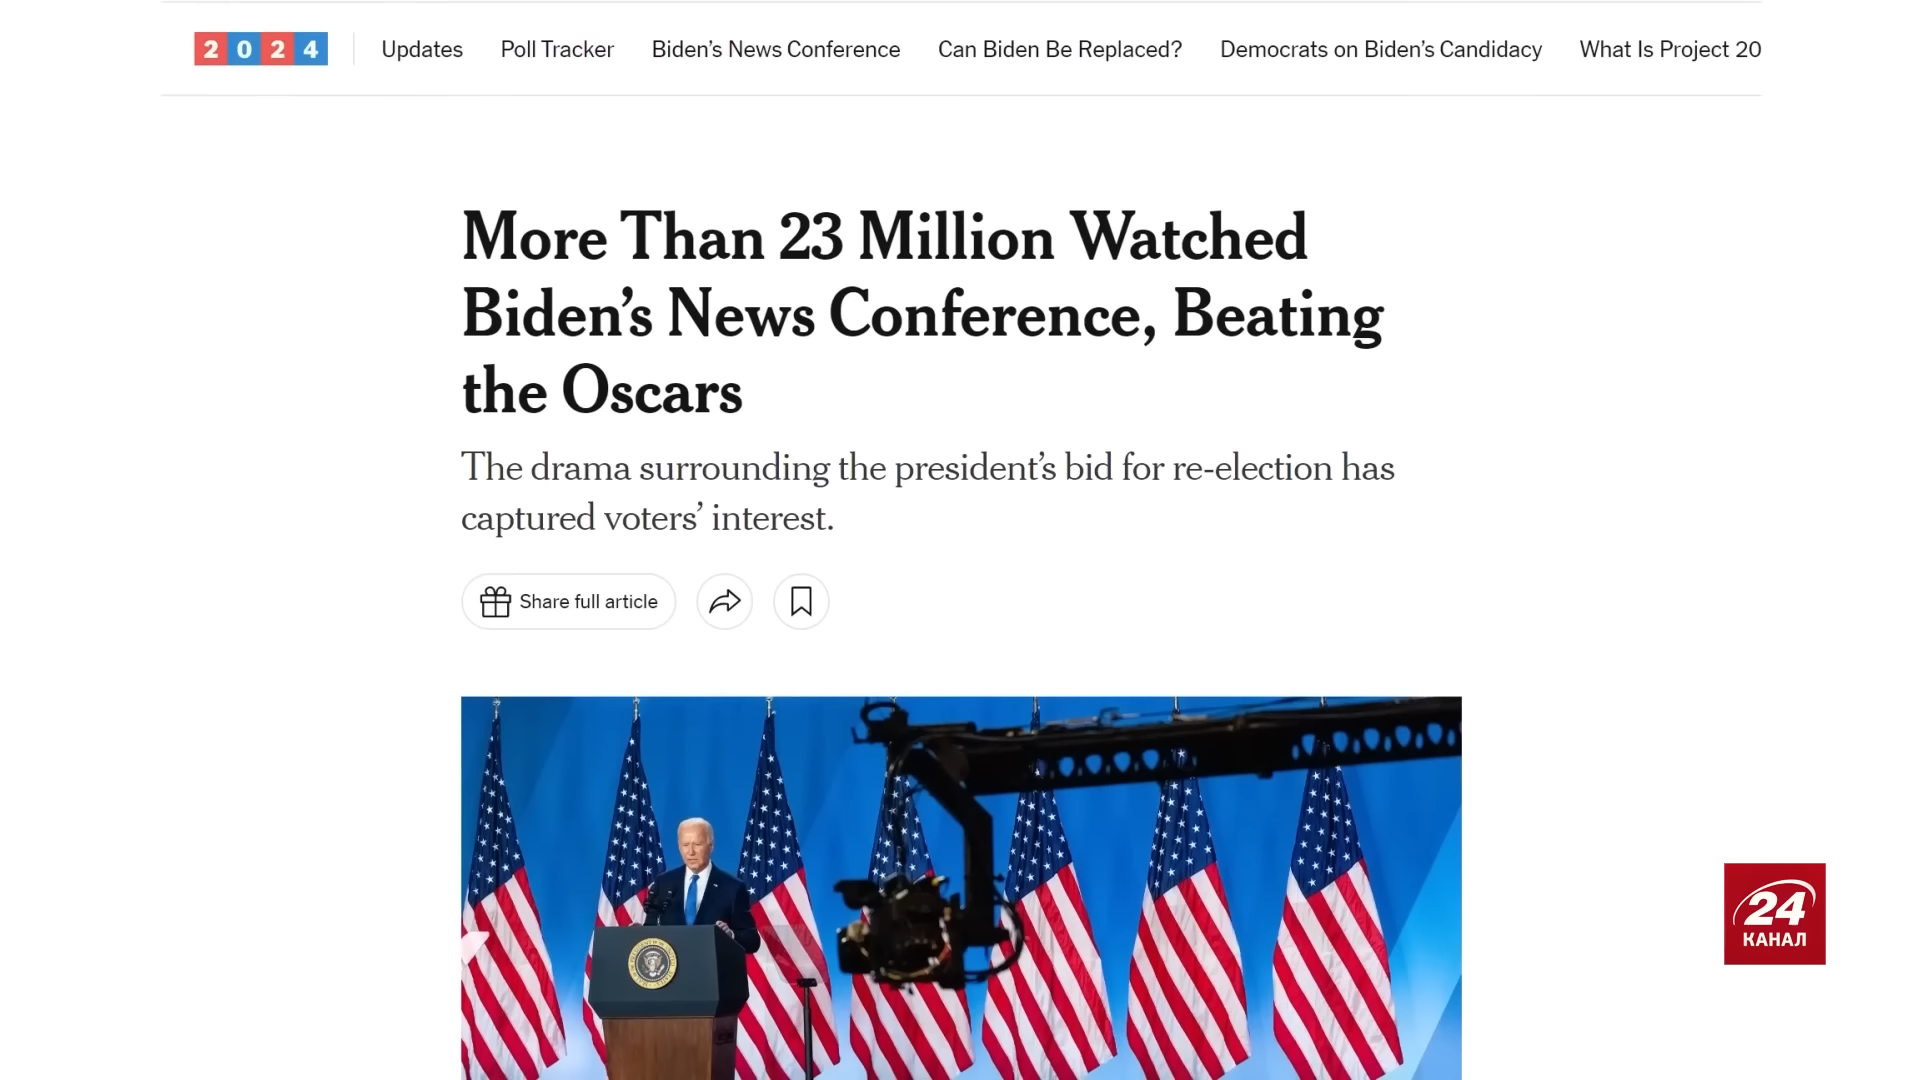 2024
Updates
Poll Tracker
Biden’s News Conference
Can Biden Be Replaced?
Democrats on Biden’s Candidacy
What Is Project 20
More Than 23 Million Watched
Biden’s News Conference, Beating
the Oscars
The drama surrounding the president’s bid for re-election has
captured voters’ interest.
Share full article
24
КАНАЛ